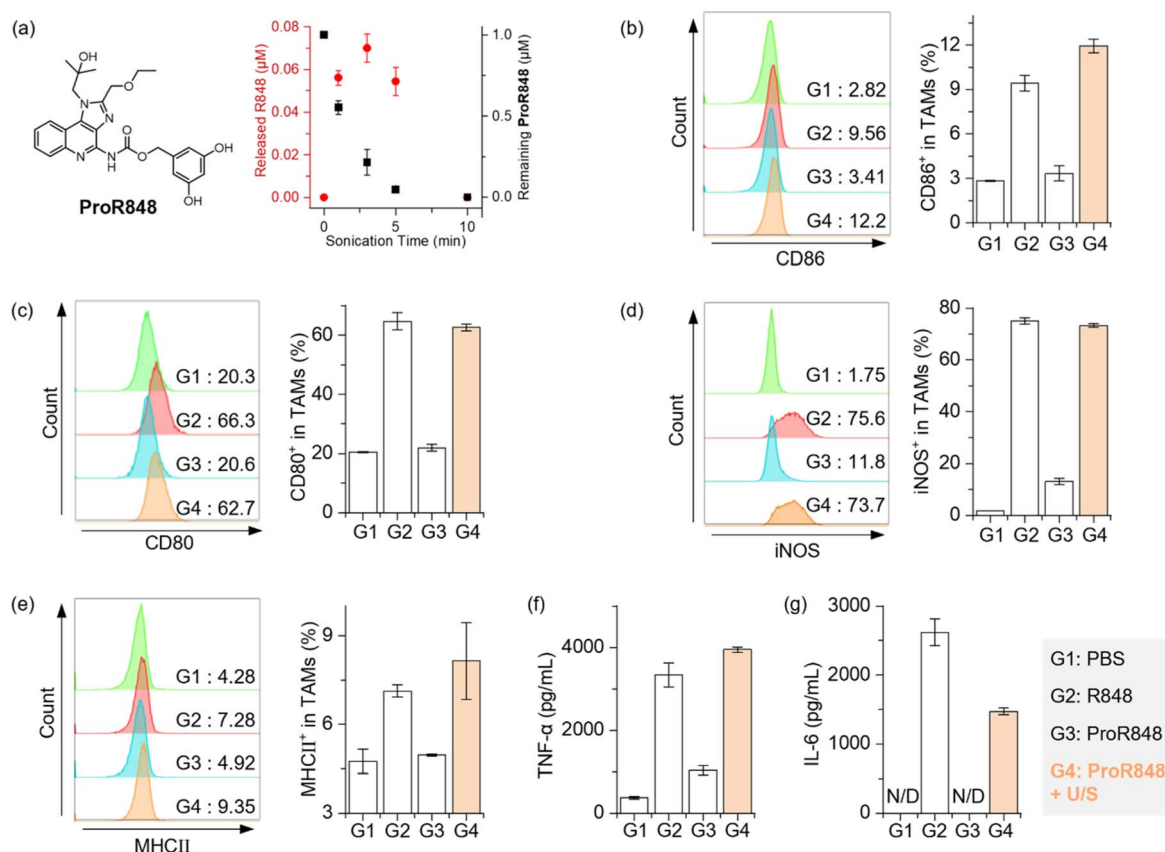 (a)
OH
O
N
N
N
NH
O
O
OH
OH
ProR848
Released R848 (μM)
0.08
0.06
0.04
0.02
0.00
Remaining ProR848 (μM)
1.0
0.5
0.0
0 5 10
Sonication Time (min)
(b)
Count
G1 : 2.82
G2 : 9.56
G3 : 3.41
G4 : 12.2
CD86
CD86+ in TAMs (%)
12
9
6
3
0
G1 G2 G3 G4
(c)
Count
G1 : 20.3
G2 : 66.3
G3 : 20.6
G4 : 62.7
CD80
CD80+ in TAMs (%)
60
40
20
0
G1 G2 G3 G4
(d)
Count
G1 : 1.75
G2 : 75.6
G3 : 11.8
G4 : 73.7
iNOS
iNOS+ in TAMs (%)
80
60
40
20
0
G1 G2 G3 G4
(e)
Count
G1 : 4.28
G2 : 7.28
G3 : 4.92
G4 : 9.35
MHCII
MHCII+ in TAMs (%)
9
6
3
G1 G2 G3 G4
(f)
TNF-α (pg/mL)
4000
2000
0
G1 G2 G3 G4
(g)
IL-6 (pg/mL)
3000
2000
1000
0
N/D N/D
G1 G2 G3 G4
G1: PBS
G2: R848
G3: ProR848
G4: ProR848
+ U/S